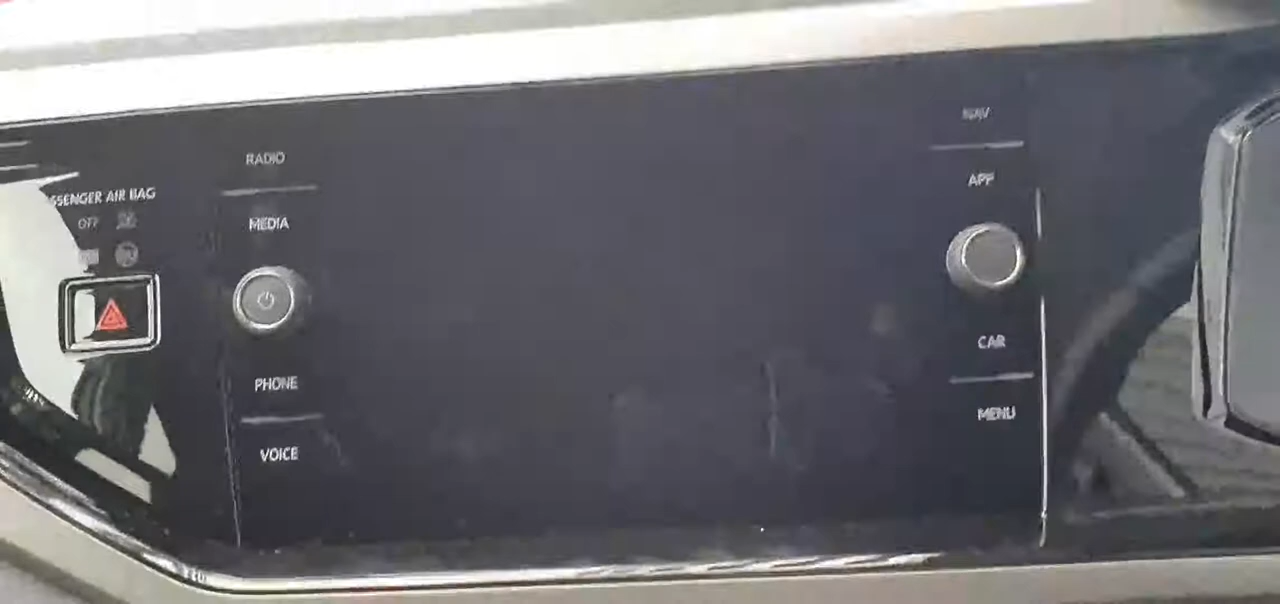 RADIO
MEDIA
PHONE
VOICE
SSENGER AIR BAG
OFF
NAV
APP
CAR
MENU